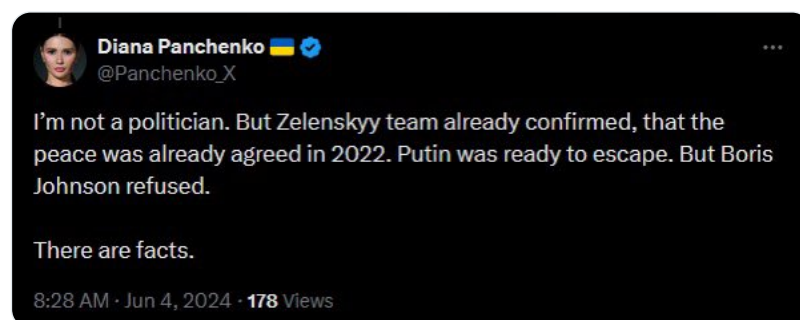 Diana Panchenko 🇺🇦
@Panchenko_X
I’m not a politician. But Zelenskyy team already confirmed, that the
peace was already agreed in 2022. Putin was ready to escape. But Boris
Johnson refused.
There are facts.
8:28 AM · Jun 4, 2024 · 178 Views